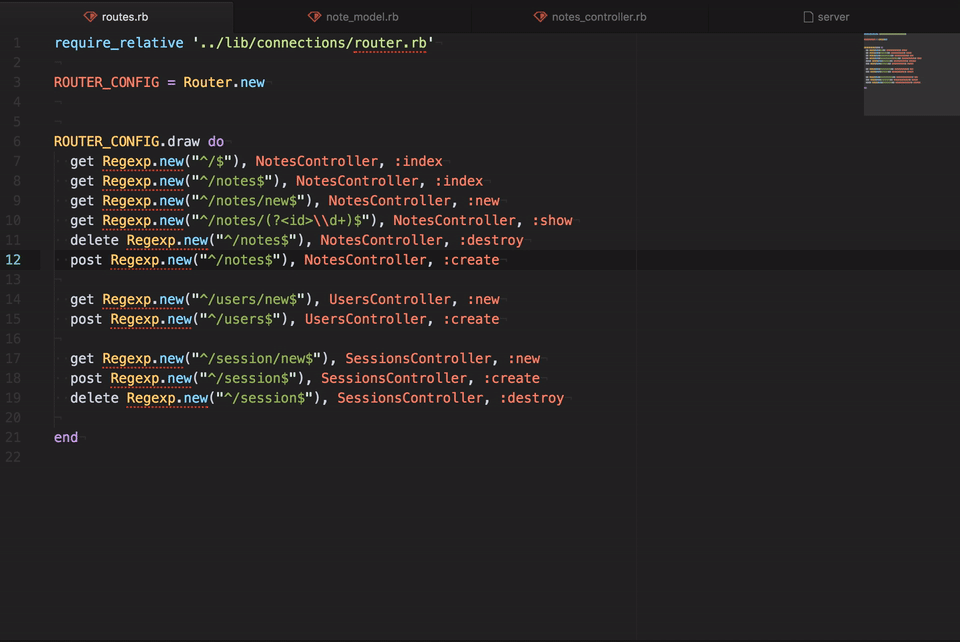 routes.rb
note_model.rb
notes_controller.rb
server
1 require_relative '../lib/connections/router.rb'
2
3 ROUTER_CONFIG = Router.new
4
5
6 ROUTER_CONFIG.draw do
7 get Regexp.new("^/$"), NotesController, :index
8 get Regexp.new("^/notes$"), NotesController, :index
9 get Regexp.new("^/notes/new$"), NotesController, :new
10 get Regexp.new("^/notes/(?<id>\\d+)$"), NotesController, :show
11 delete Regexp.new("^/notes$"), NotesController, :destroy
12 post Regexp.new("^/notes$"), NotesController, :create
13
14 get Regexp.new("^/users/new$"), UsersController, :new
15 post Regexp.new("^/users$"), UsersController, :create
16
17 get Regexp.new("^/session/new$"), SessionsController, :new
18 post Regexp.new("^/session$"), SessionsController, :create
19 delete Regexp.new("^/session$"), SessionsController, :destroy
20
21 end
22